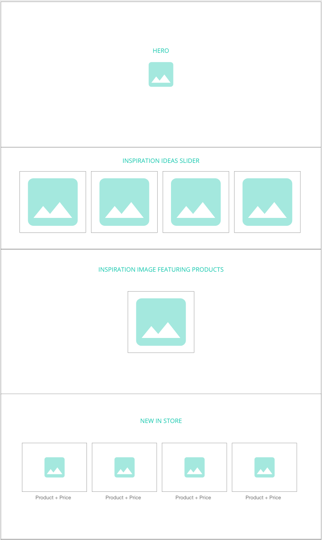 HERO
INSPIRATION IDEAS SLIDER
INSPIRATION IMAGE FEATURING PRODUCTS
NEW IN STORE
Product + Price Product + Price Product + Price Product + Price